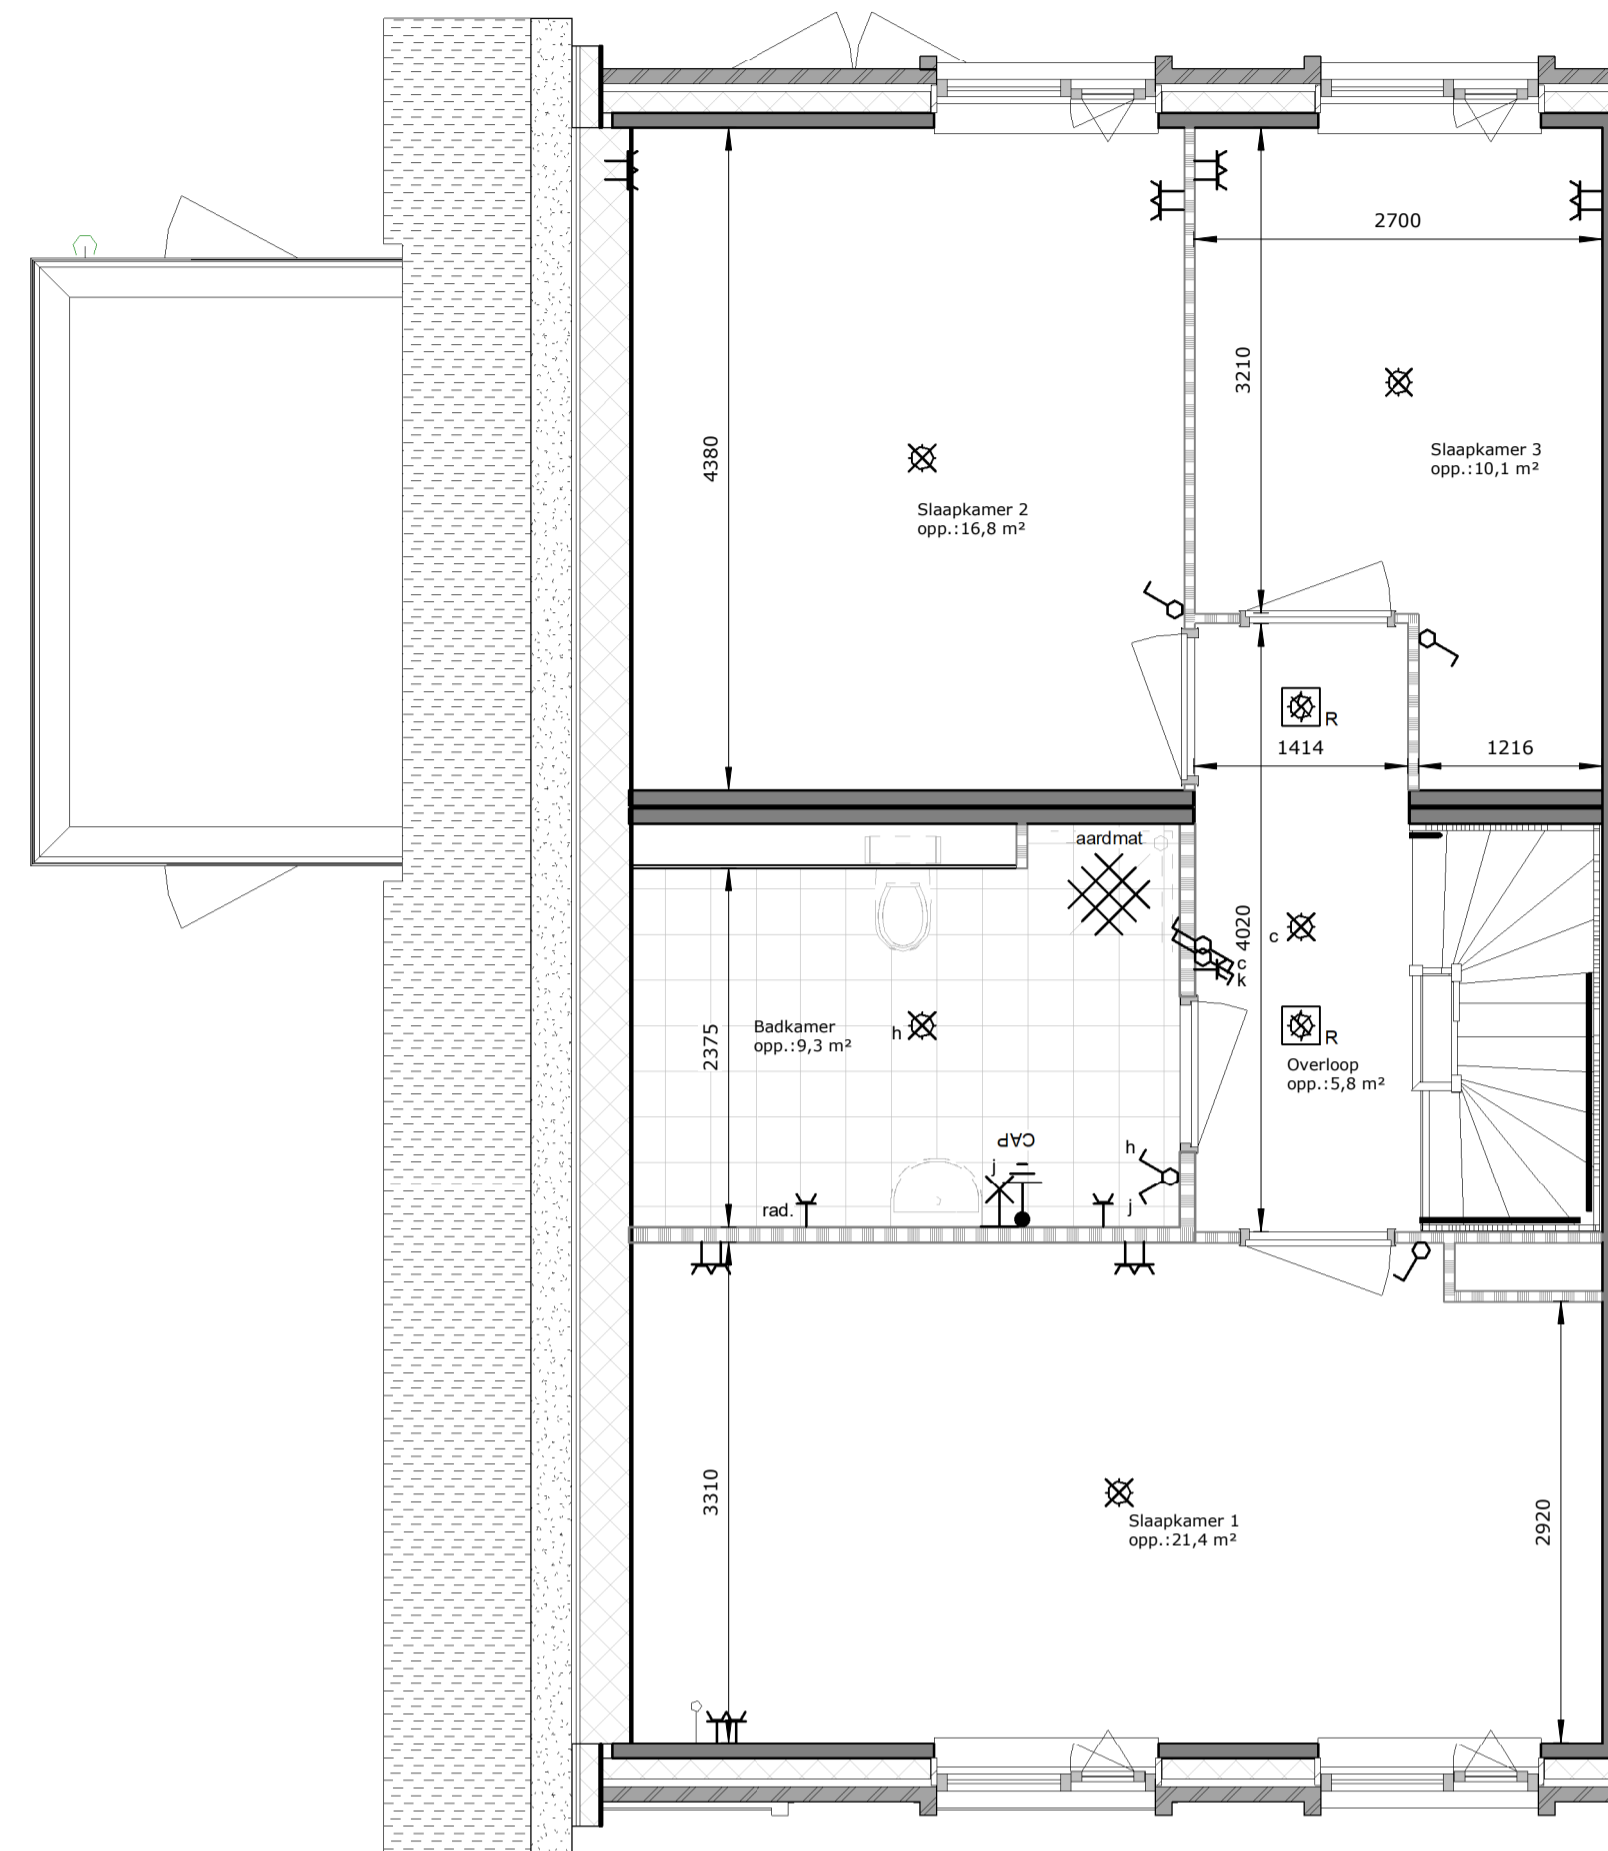 2700
3210
4380
Slaapkamer 3
opp.:10,1 m²
Slaapkamer 2
opp.:16,8 m²
R
1414
1216
aardmat
4020
c
c
k
2375
Badkamer
opp.:9,3 m²
h
R
Overloop
opp.:5,8 m²
CAP
j
h
rad.
j
3310
Slaapkamer 1
opp.:21,4 m²
2920